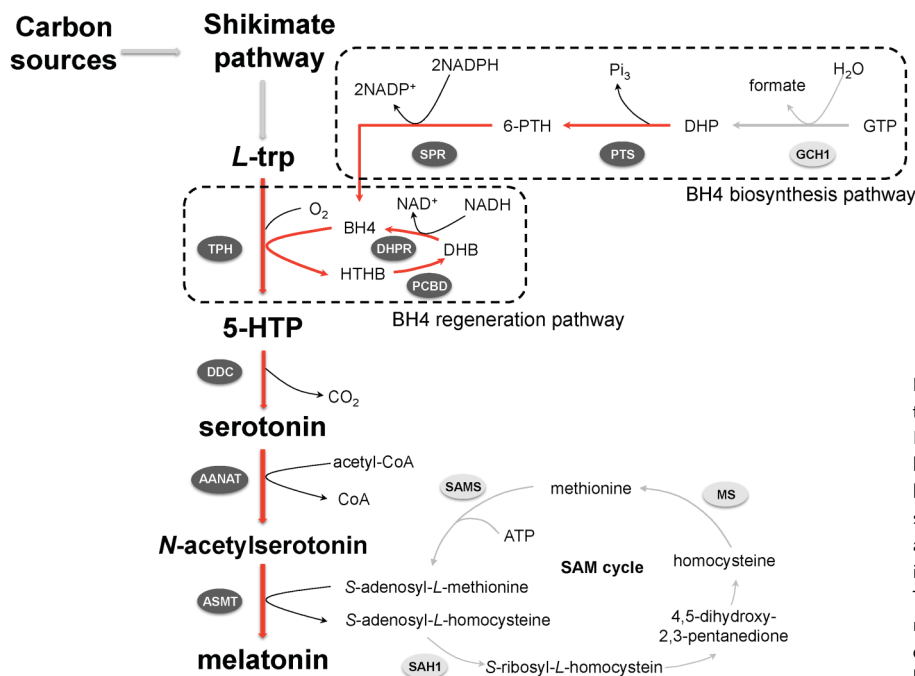 Carbon
sources
Shikimate
pathway
2NADPH
2NADP+
Pi3
H2O
formate
6-PTH
DHP
GTP
SPR
PTS
GCH1
BH4 biosynthesis pathway
L-trp
O2
NAD+
NADH
BH4
TPH
DHPR
DHB
HTHB
PCBD
BH4 regeneration pathway
5-HTP
DDC
CO2
serotonin
acetyl-CoA
AANAT
CoA
SAMS
methionine
MS
ATP
N-acetylserotonin
SAM cycle
homocysteine
S-adenosyl-L-methionine
ASMT
S-adenosyl-L-homocysteine
4,5-dihydroxy-
2,3-pentanedione
melatonin
SAH1
S-ribosyl-L-homocystein